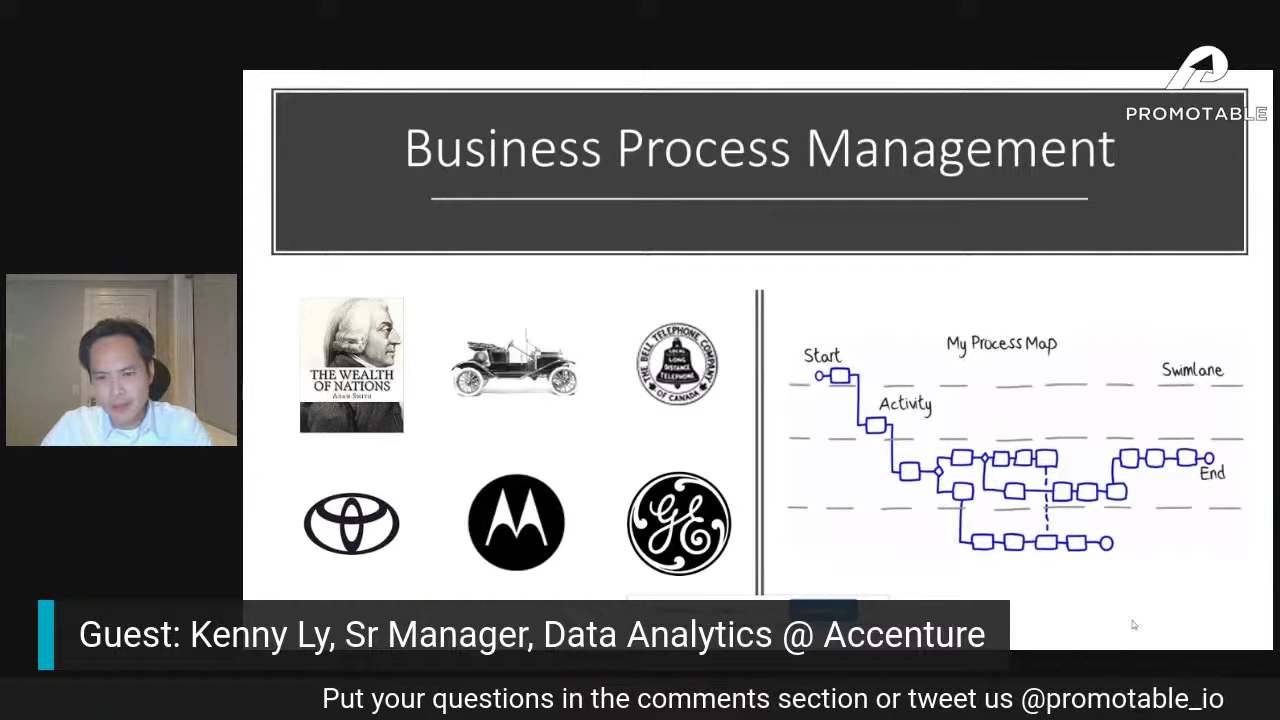 PROMOTABLE
Business Process Management
THE WEALTH
OF NATIONS
ADAM SMITH
THE BELL TELEPHONE COMPANY
OF CANADA
LOCAL
LONG
DISTANCE
TELEPHONE
GE
My Process Map
Start
Swimlane
Activity
End
Guest: Kenny Ly, Sr Manager, Data Analytics @ Accenture
Put your questions in the comments section or tweet us @promotable_io